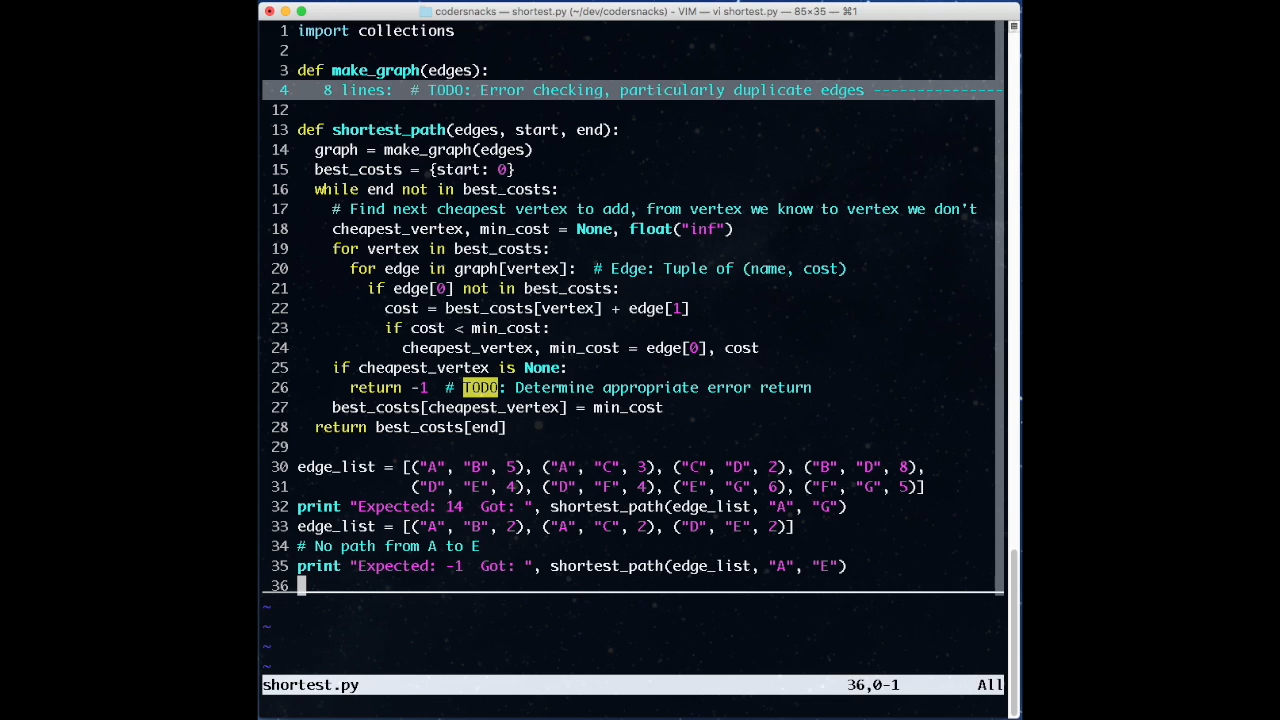 codersnacks — shortest.py (~/dev/codersnacks) - VIM — vi shortest.py — 85×35 — ⌘1
1 import collections
2
3 def make_graph(edges):
4   8 lines:  # TODO: Error checking, particularly duplicate edges ---------------
12
13 def shortest_path(edges, start, end):
14   graph = make_graph(edges)
15   best_costs = {start: 0}
16   while end not in best_costs:
17     # Find next cheapest vertex to add, from vertex we know to vertex we don't
18     cheapest_vertex, min_cost = None, float("inf")
19     for vertex in best_costs:
20       for edge in graph[vertex]:  # Edge: Tuple of (name, cost)
21         if edge[0] not in best_costs:
22           cost = best_costs[vertex] + edge[1]
23           if cost < min_cost:
24             cheapest_vertex, min_cost = edge[0], cost
25     if cheapest_vertex is None:
26       return -1  # TODO: Determine appropriate error return
27     best_costs[cheapest_vertex] = min_cost
28   return best_costs[end]
29
30 edge_list = [("A", "B", 5), ("A", "C", 3), ("C", "D", 2), ("B", "D", 8),
31              ("D", "E", 4), ("D", "F", 4), ("E", "G", 6), ("F", "G", 5)]
32 print "Expected: 14  Got: ", shortest_path(edge_list, "A", "G")
33 edge_list = [("A", "B", 2), ("A", "C", 2), ("D", "E", 2)]
34 # No path from A to E
35 print "Expected: -1  Got: ", shortest_path(edge_list, "A", "E")
36
~
~
~
~
shortest.py 36,0-1 All